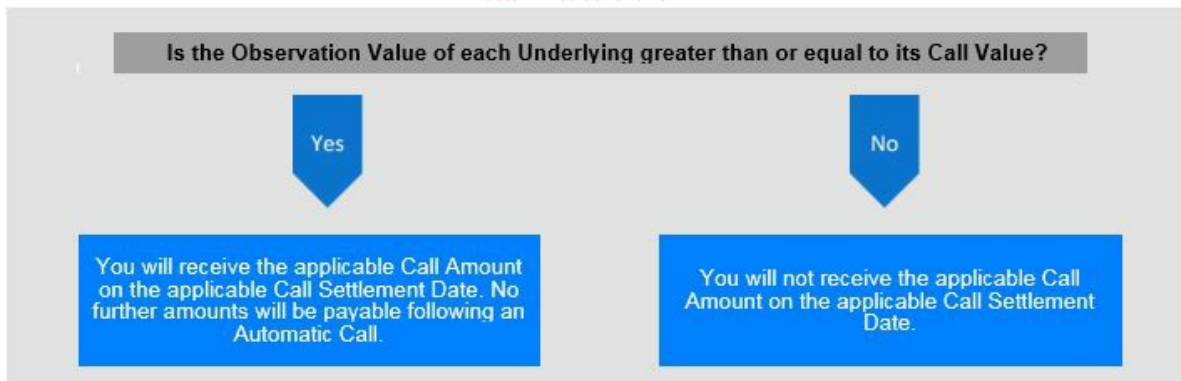 Is the Observation Value of each Underlying greater than or equal to its Call Value?
Yes
No
You will receive the applicable Call Amount
on the applicable Call Settlement Date. No
further amounts will be payable following an
Automatic Call.
You will not receive the applicable Call
Amount on the applicable Call Settlement
Date.